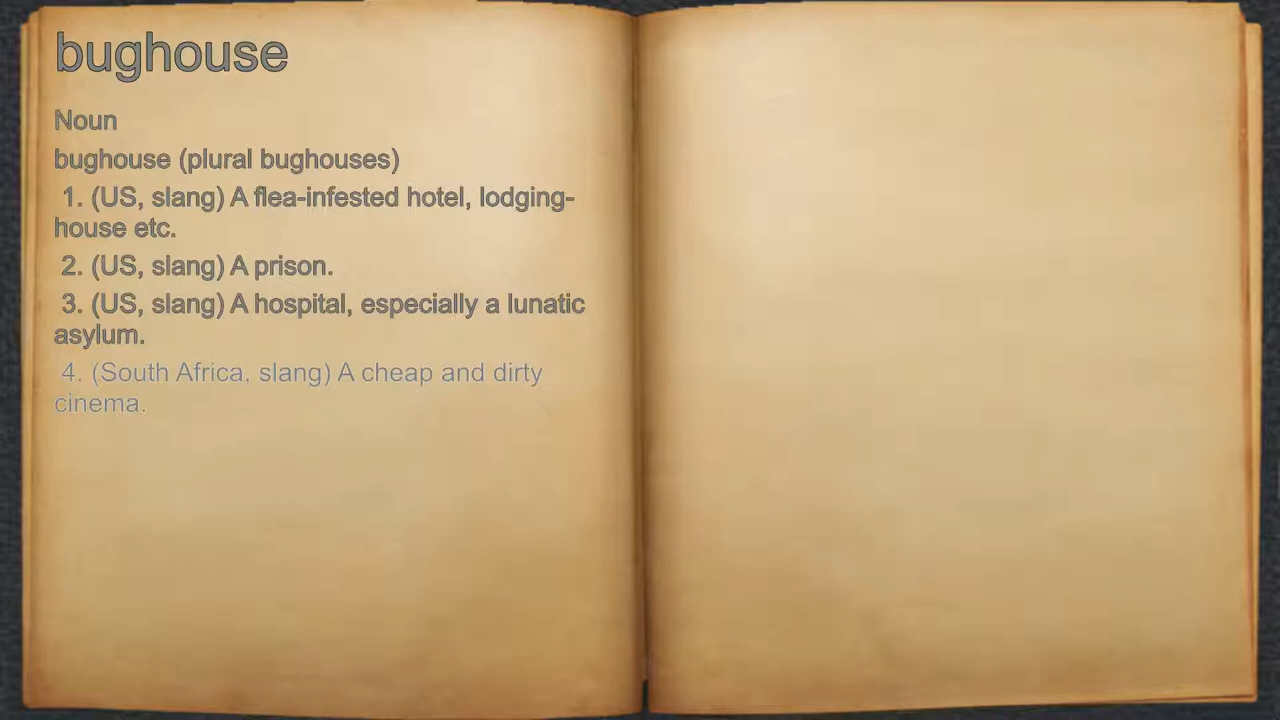 bughouse
Noun
bughouse (plural bughouses)
1. (US, slang) A flea-infested hotel, lodging-
house etc.
2. (US, slang) A prison.
3. (US, slang) A hospital, especially a lunatic
asylum.
4. (South Africa, slang) A cheap and dirty
cinema.